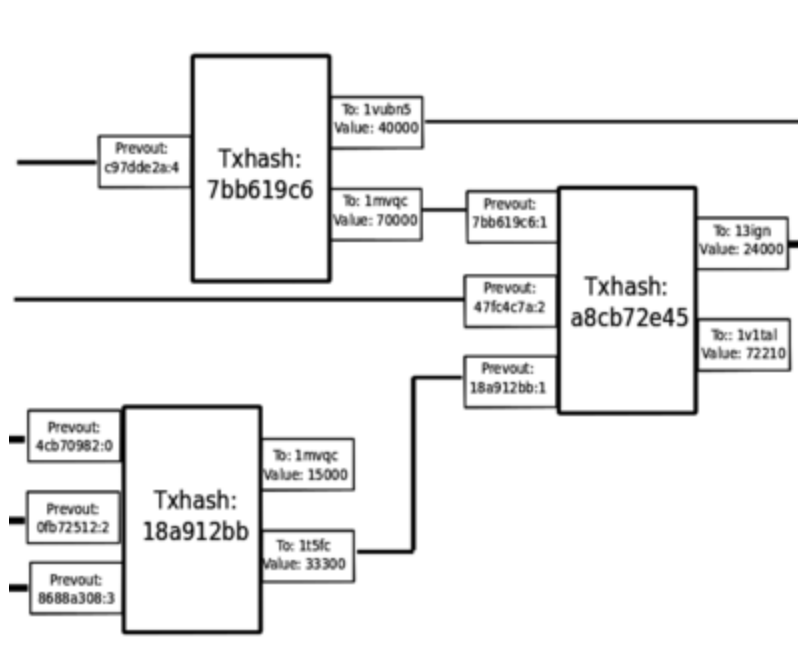 Prevout:
c97dde2a:4
Txhash:
7bb619c6
To: 1vubn5
Value: 40000
To: 1mvqc
Value: 70000
Prevout:
7bb619c6:1
Prevout:
47fc4c7a:2
Prevout:
18a912bb:1
Txhash:
a8cb72e45
To: 13ign
Value: 24000
To:: 1v1tal
Value: 72210
Prevout:
4cb70982:0
Prevout:
0fb72512:2
Prevout:
8688a308:3
Txhash:
18a912bb
To: 1mvqc
Value: 15000
To: 1t5fc
Value: 33300